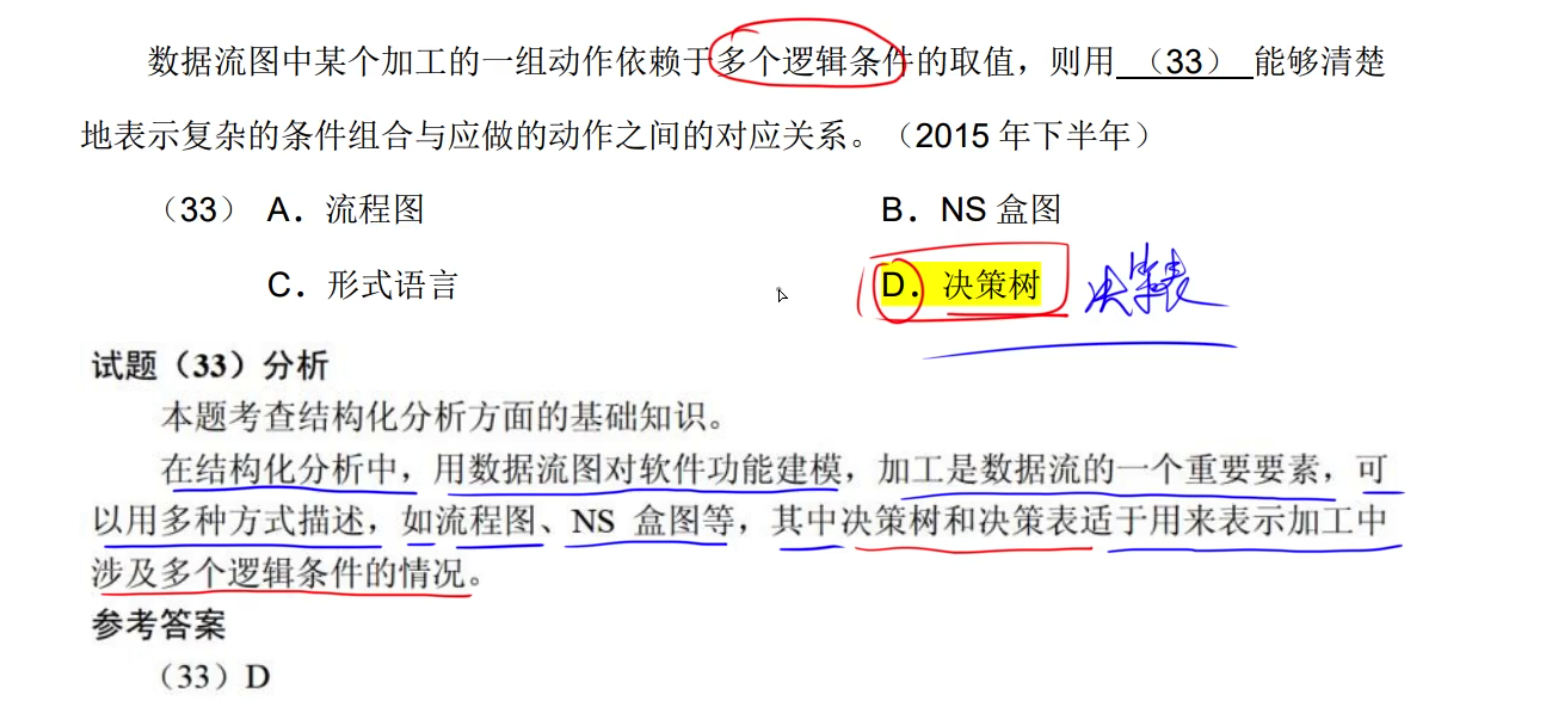 数据流图中某个加工的一组动作依赖于多个逻辑条件的取值，则用 （33） 能够清楚
地表示复杂的条件组合与应做的动作之间的对应关系。（2015 年下半年）
（33） A．流程图 B．NS 盒图
C．形式语言 D．决策树 决策表
试题（33）分析
本题考查结构化分析方面的基础知识。
在结构化分析中，用数据流图对软件功能建模，加工是数据流的一个重要要素，可
以用多种方式描述，如流程图、NS 盒图等，其中决策树和决策表适于用来表示加工中
涉及多个逻辑条件的情况。
参考答案
（33）D